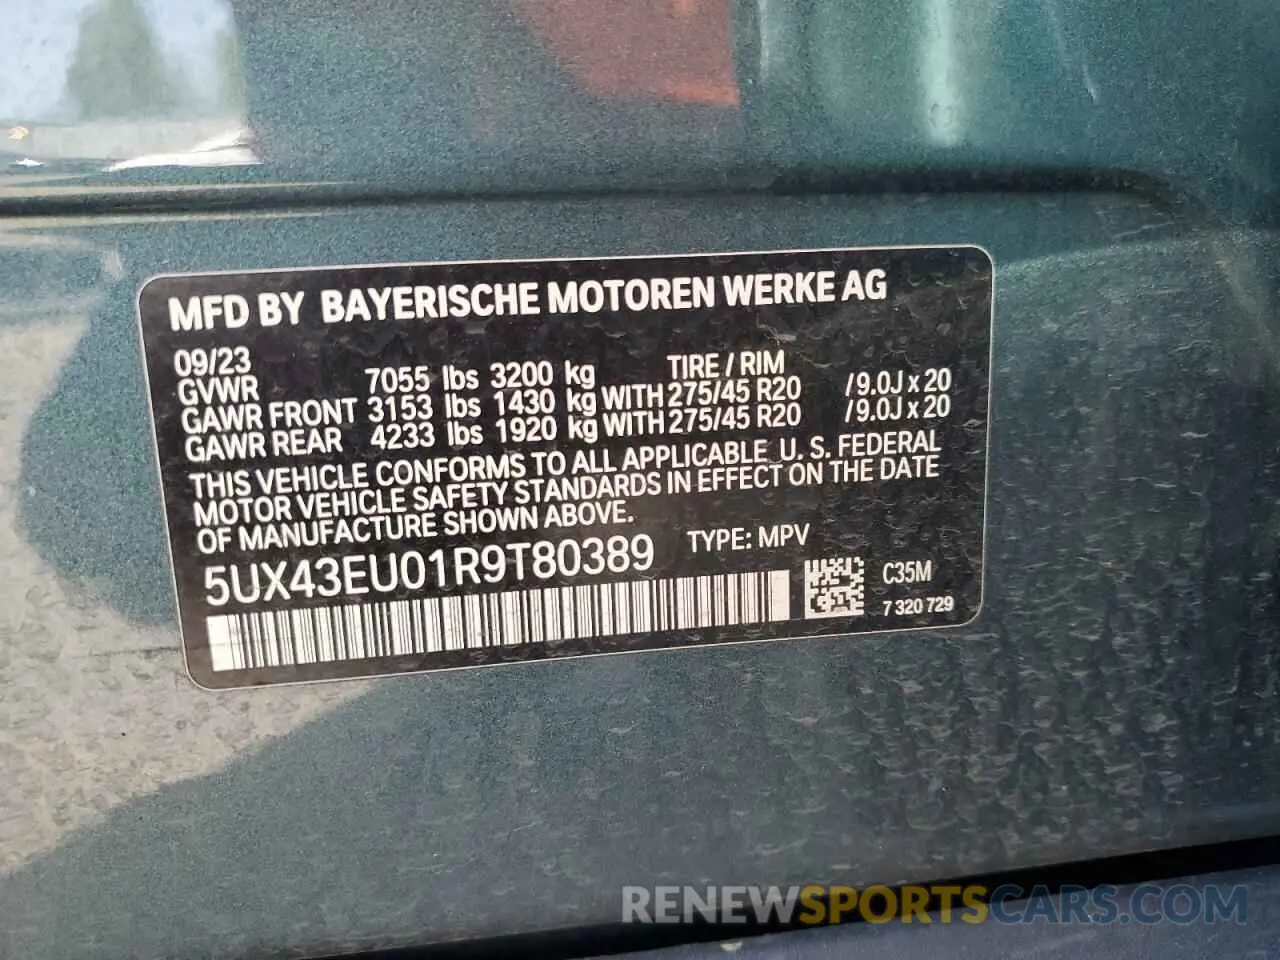 MFD BY BAYERISCHE MOTOREN WERKE AG
09/23 TIRE / RIM
GVWR 7055 lbs 3200 kg
GAWR FRONT 3153 lbs 1430 kg WITH 275/45 R20 / 9.0J x 20
GAWR REAR 4233 lbs 1920 kg WITH 275/45 R20 / 9.0J x 20
THIS VEHICLE CONFORMS TO ALL APPLICABLE U. S. FEDERAL
MOTOR VEHICLE SAFETY STANDARDS IN EFFECT ON THE DATE
OF MANUFACTURE SHOWN ABOVE.
5UX43EU01R9T80389 TYPE: MPV
C35M
7 320 729
RENEWSPORTSCARS.COM